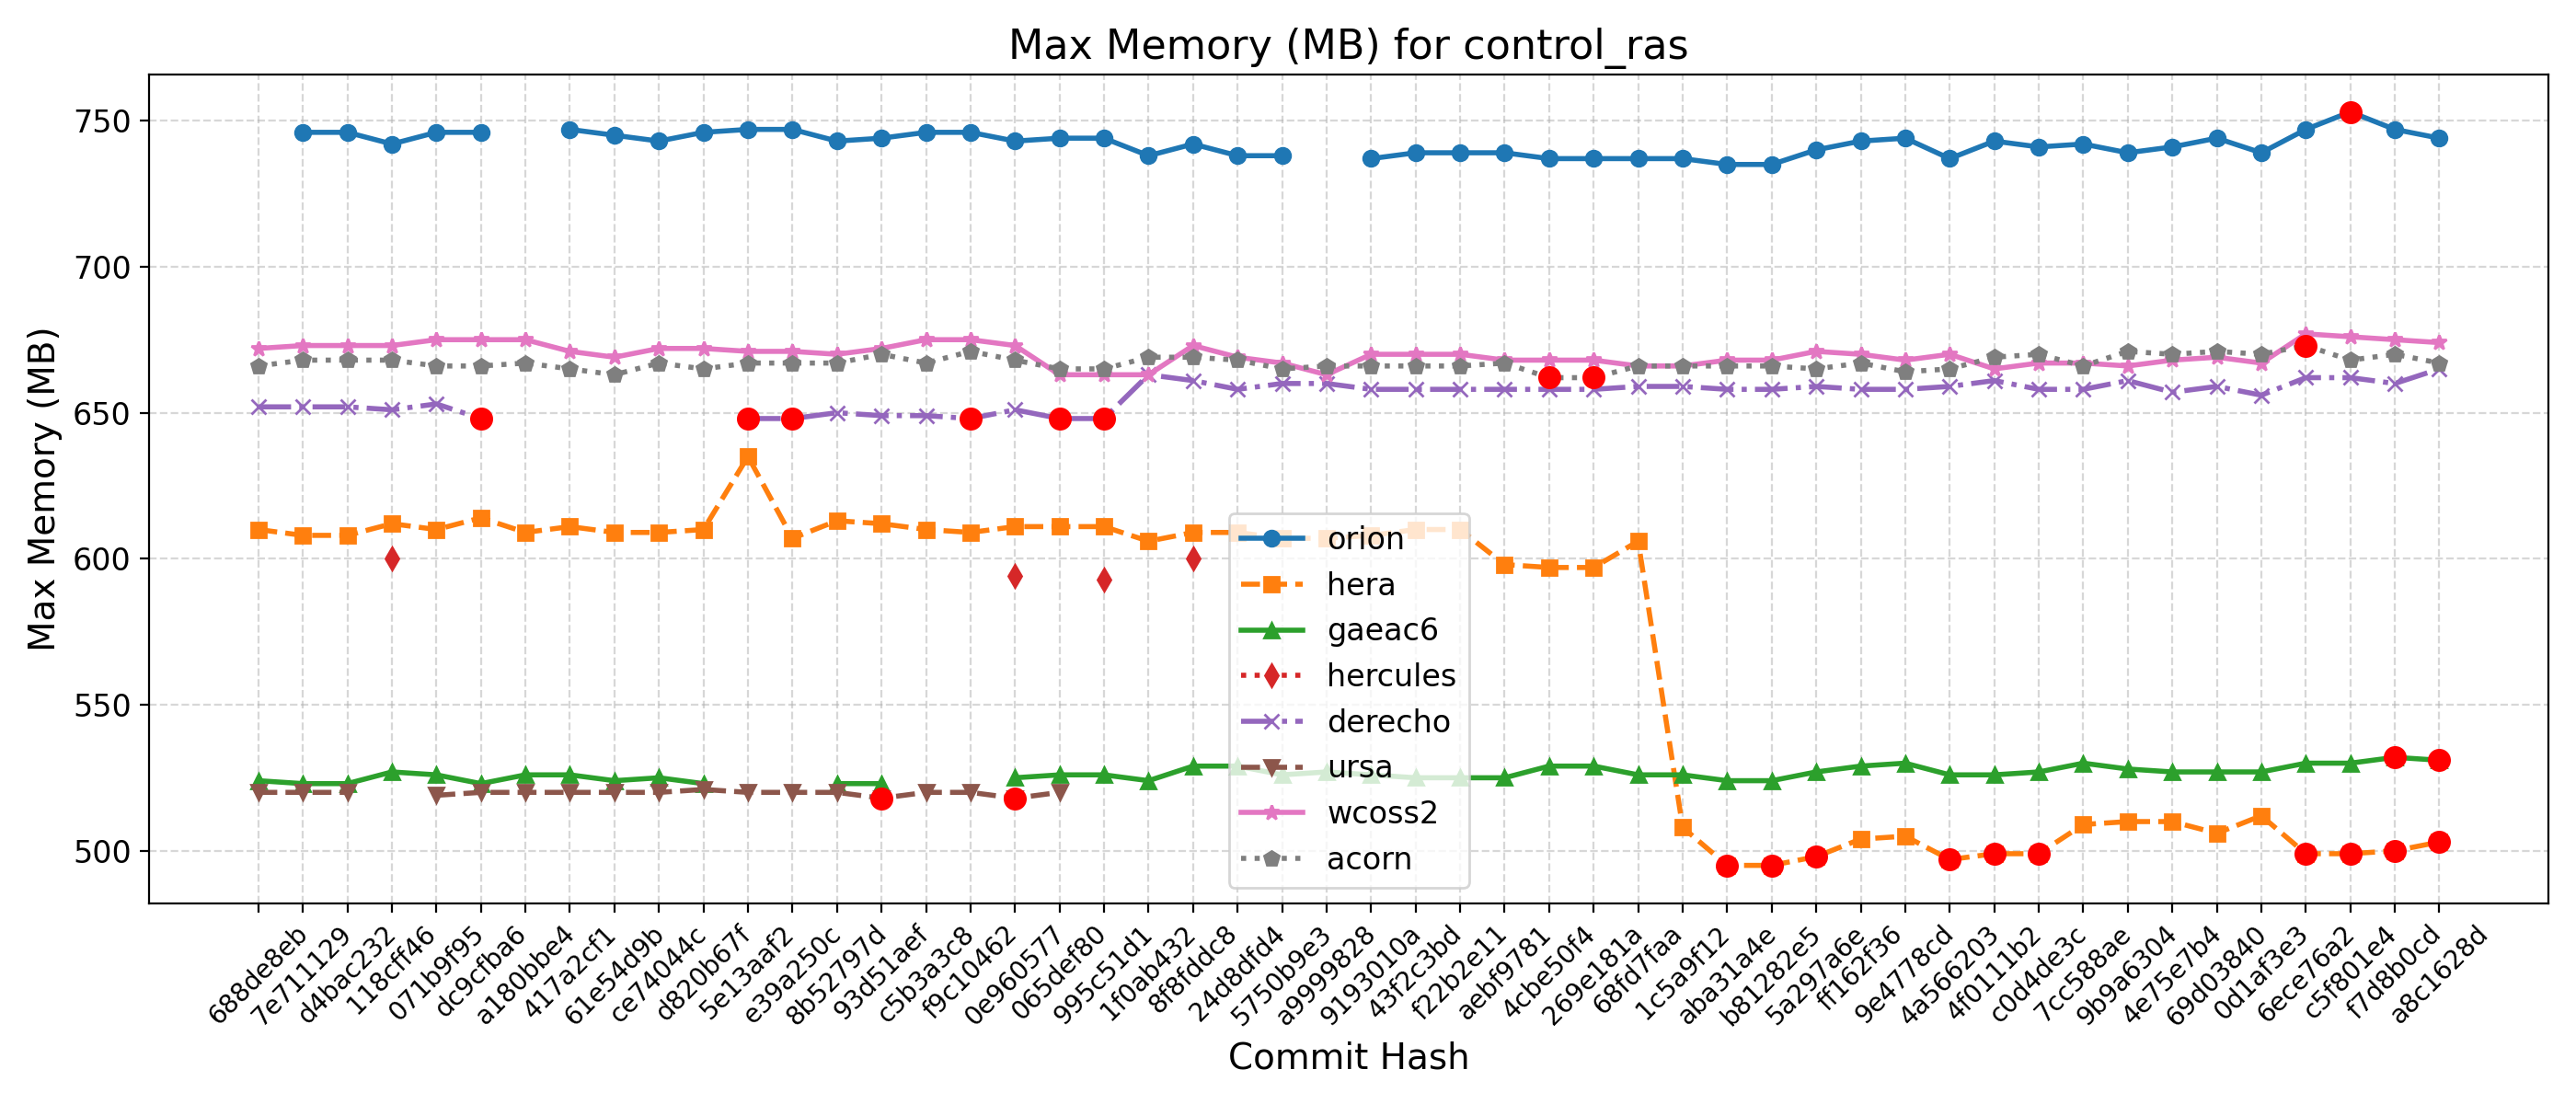 Max Memory (MB) for control_ras
Max Memory (MB)
750
700
650
600
550
500
orion
hera
gaeac6
hercules
derecho
ursa
wcoss2
acorn
688de8eb
7e711129
d4bac232
118cff46
071b9f95
dc9cfba6
a180bbe4
417a2cf1
61e54d9b
ce74044c
d820b67f
5e13aaf2
e39a250c
8b52797d
93d51aef
c5b3a3c8
f9c10462
0e960577
065def80
995c51d1
1f0ab432
8f8fddc8
24d8dfd4
5750b9e3
a9999828
9193010a
43f2c3bd
f22b2e11
aebf9781
4cbe50f4
269e181a
68fd7faa
1c5a9f12
aba31a4e
b81282e5
5a297a6e
ff162f36
9e4778cd
4a566203
4f0111b2
c0d4de3c
7cc588ae
9b9a6304
4e75e7b4
69d03840
0d1af3e3
6ece76a2
c5f801e4
f7d8b0cd
a8c1628d
Commit Hash